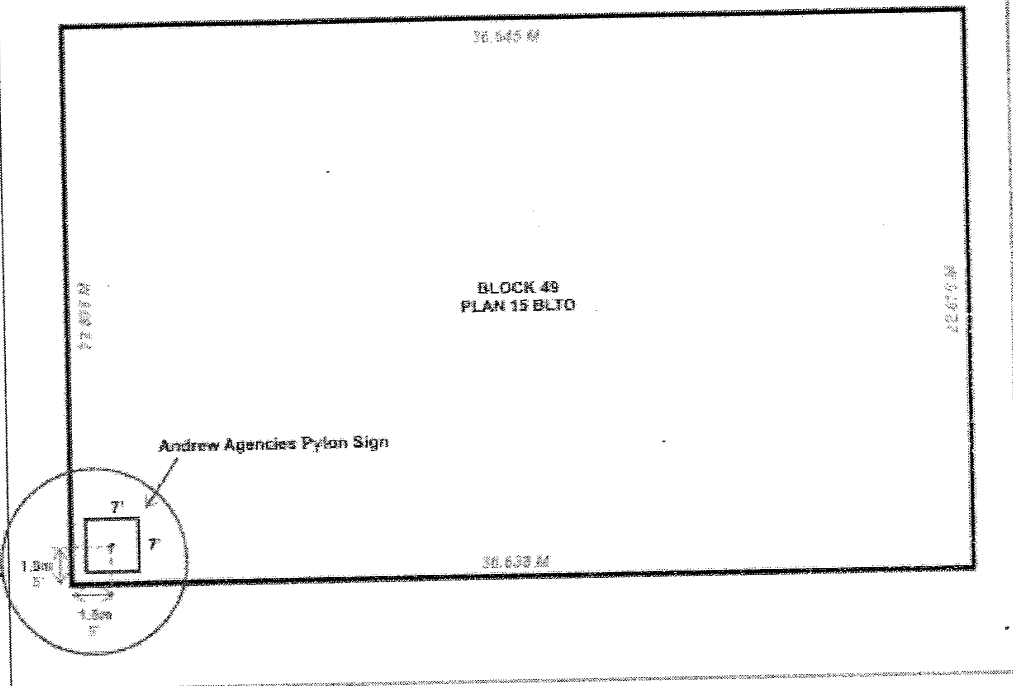 36.645 M
BLOCK 49
PLAN 15 BLTO
Andrew Agencies Pylon Sign
7'
7'
1.5m
5'
36.638 M
1.5m
5'